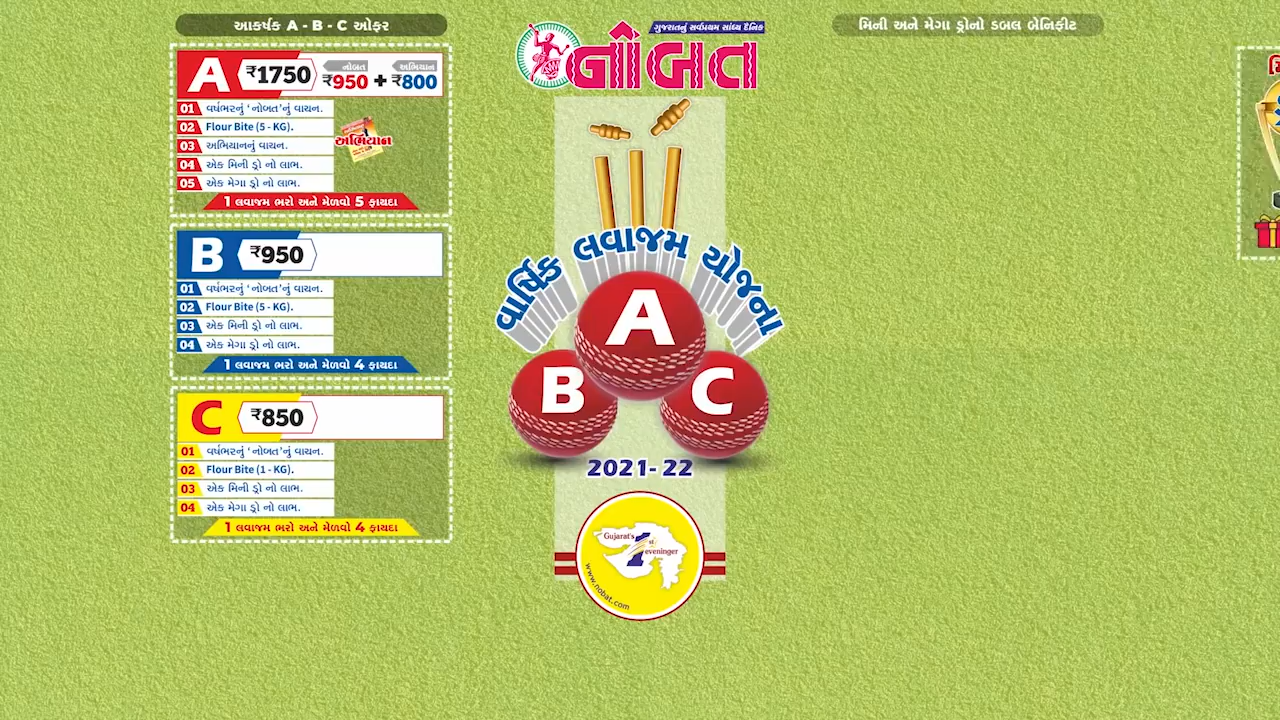 આકર્ષક A - B - C ઓફર
A ₹1750 નોબત ₹950 + અભિયાન ₹800
01 વર્ષભરનું 'નોબત'નું વાચન.
02 Flour Bite (5 - KG).
03 અભિયાનનું વાચન.
04 એક મિની ડ્રો નો લાભ.
05 એક મેગા ડ્રો નો લાભ.
અભિયાન
1 લવાજમ ભરો અને મેળવો 5 ફાયદા
B ₹950
01 વર્ષભરનું 'નોબત'નું વાચન.
02 Flour Bite (5 - KG).
03 એક મિની ડ્રો નો લાભ.
04 એક મેગા ડ્રો નો લાભ.
1 લવાજમ ભરો અને મેળવો 4 ફાયદા
C ₹850
01 વર્ષભરનું 'નોબત'નું વાચન.
02 Flour Bite (1 - KG).
03 એક મિની ડ્રો નો લાભ.
04 એક મેગા ડ્રો નો લાભ.
1 લવાજમ ભરો અને મેળવો 4 ફાયદા
ગુજરાતનું સર્વપ્રથમ સાંધ્ય દૈનિક
નોબત
વાર્ષિક લવાજમ યોજના
A
B C
2021- 22
Gujarat's
1st
eveninger
www.nobat.com
મિની અને મેગા ડ્રોનો ડબલ બેનિફીટ